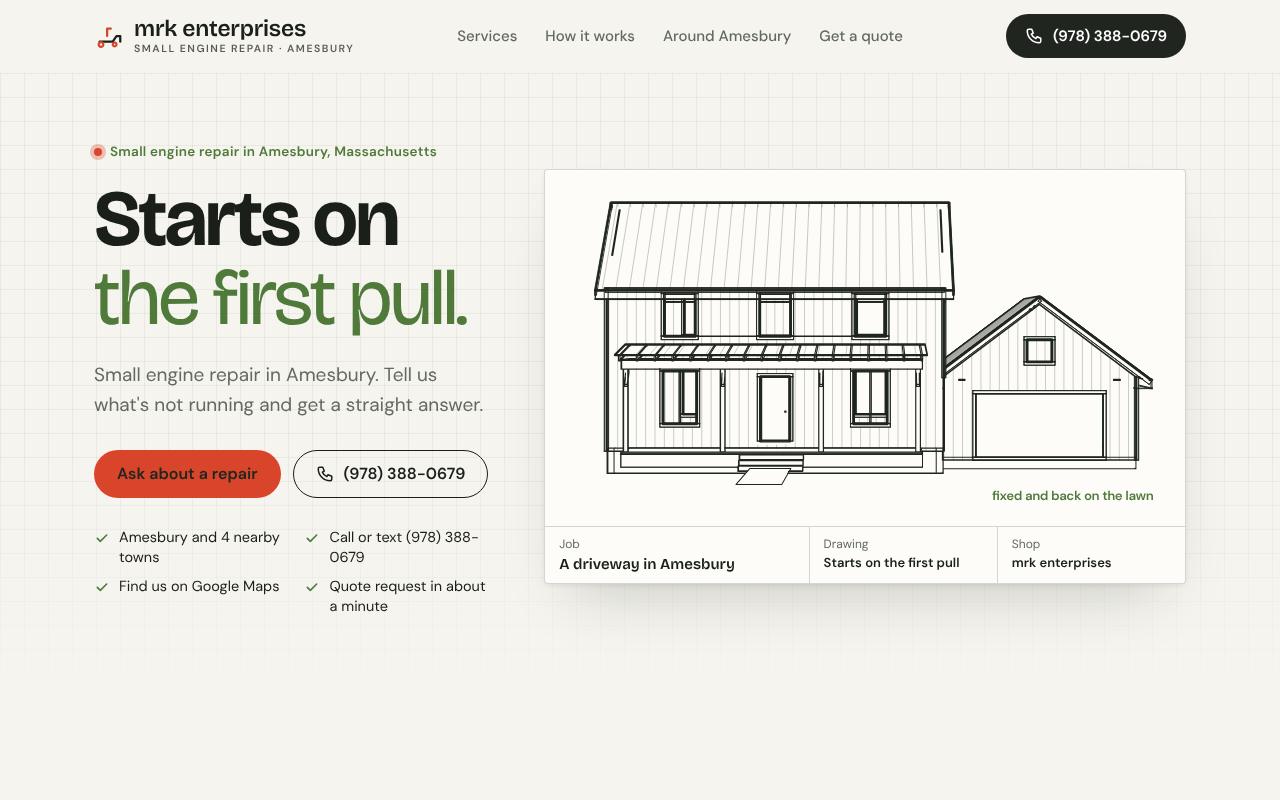 mrk enterprises
SMALL ENGINE REPAIR · AMESBURY
Services
How it works
Around Amesbury
Get a quote
(978) 388-0679
Small engine repair in Amesbury, Massachusetts
Starts on
the first pull.
Small engine repair in Amesbury. Tell us
what's not running and get a straight answer.
Ask about a repair
(978) 388-0679
Amesbury and 4 nearby
towns
Call or text (978) 388-
0679
Find us on Google Maps
Quote request in about
a minute
fixed and back on the lawn
Job
A driveway in Amesbury
Drawing
Starts on the first pull
Shop
mrk enterprises